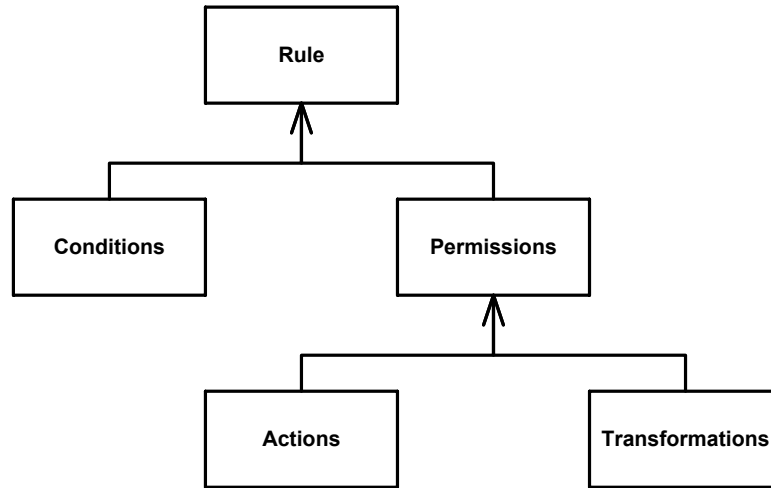 Rule
Conditions
Permissions
Actions
Transformations